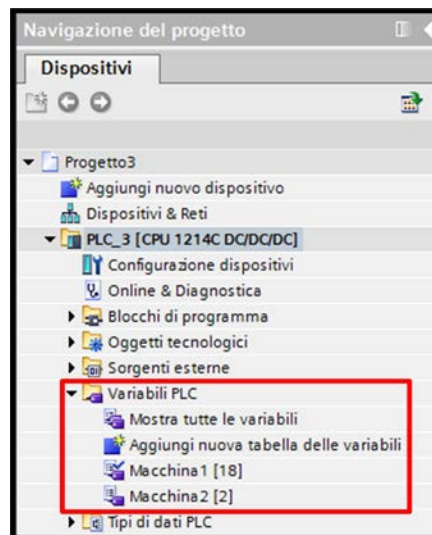 Navigazione del progetto
Dispositivi
Progetto3
Aggiungi nuovo dispositivo
Dispositivi & Reti
PLC_3 [CPU 1214C DC/DC/DC]
Configurazione dispositivi
Online & Diagnostica
Blocchi di programma
Oggetti tecnologici
Sorgenti esterne
Variabili PLC
Mostra tutte le variabili
Aggiungi nuova tabella delle variabili
Macchina1 [18]
Macchina2 [2]
Tipi di dati PLC